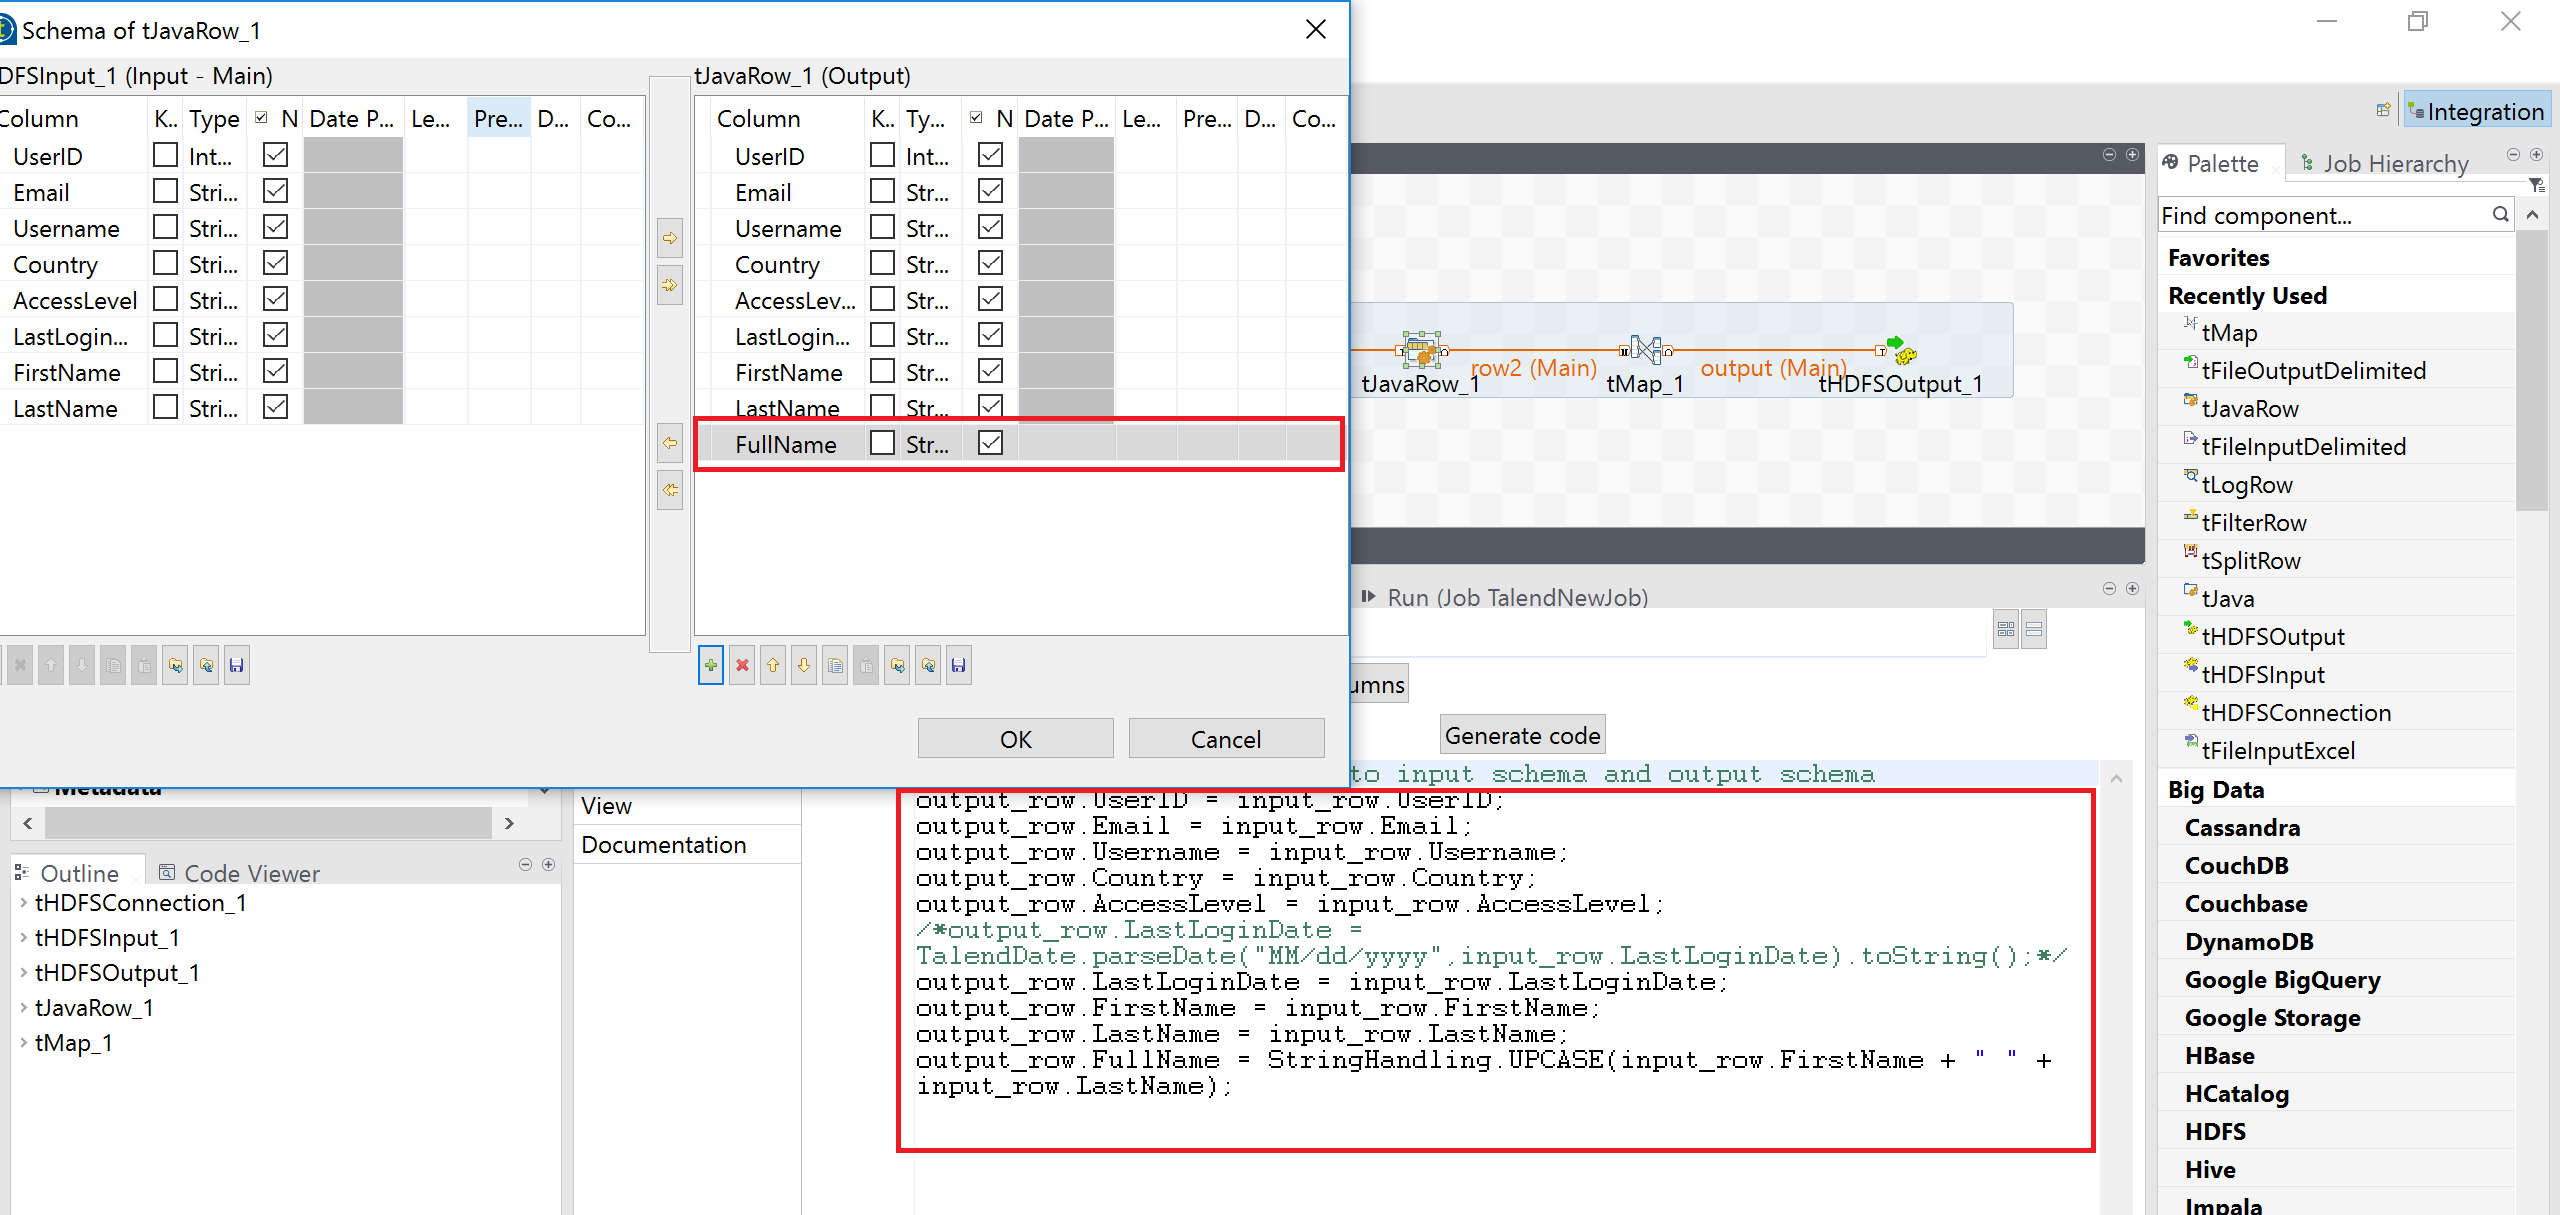 Schema of tJavaRow_1
DFSInput_1 (Input - Main)
Column K.. Type N Date P... Le... Pre... D... Co...
UserID Int...
Email Stri...
Username Stri...
Country Stri...
AccessLevel Stri...
LastLogin... Stri...
FirstName Stri...
LastName Stri...
tJavaRow_1 (Output)
Column K.. Ty... N Date P... Le... Pre... D... Co...
UserID Int...
Email Str...
Username Str...
Country Str...
AccessLev... Str...
LastLogin... Str...
FirstName Str...
LastName Str...
FullName Str...
OK Cancel
Integration
row2 (Main) output (Main)
tJavaRow_1 tMap_1 tHDFSOutput_1
Run (Job TalendNewJob)
umns
Generate code
to input schema and output schema
output_row.UserID = input_row.UserID;
output_row.Email = input_row.Email;
output_row.Username = input_row.Username;
output_row.Country = input_row.Country;
output_row.AccessLevel = input_row.AccessLevel;
/*output_row.LastLoginDate =
TalendDate.parseDate("MM/dd/yyyy",input_row.LastLoginDate).toString();*/
output_row.LastLoginDate = input_row.LastLoginDate;
output_row.FirstName = input_row.FirstName;
output_row.LastName = input_row.LastName;
output_row.FullName = StringHandling.UPCASE(input_row.FirstName + " " +
input_row.LastName);
Metadata
View
Documentation
Outline Code Viewer
tHDFSConnection_1
tHDFSInput_1
tHDFSOutput_1
tJavaRow_1
tMap_1
Palette Job Hierarchy
Find component...
Favorites
Recently Used
tMap
tFileOutputDelimited
tJavaRow
tFileInputDelimited
tLogRow
tFilterRow
tSplitRow
tJava
tHDFSOutput
tHDFSInput
tHDFSConnection
tFileInputExcel
Big Data
Cassandra
CouchDB
Couchbase
DynamoDB
Google BigQuery
Google Storage
HBase
HCatalog
HDFS
Hive
Impala